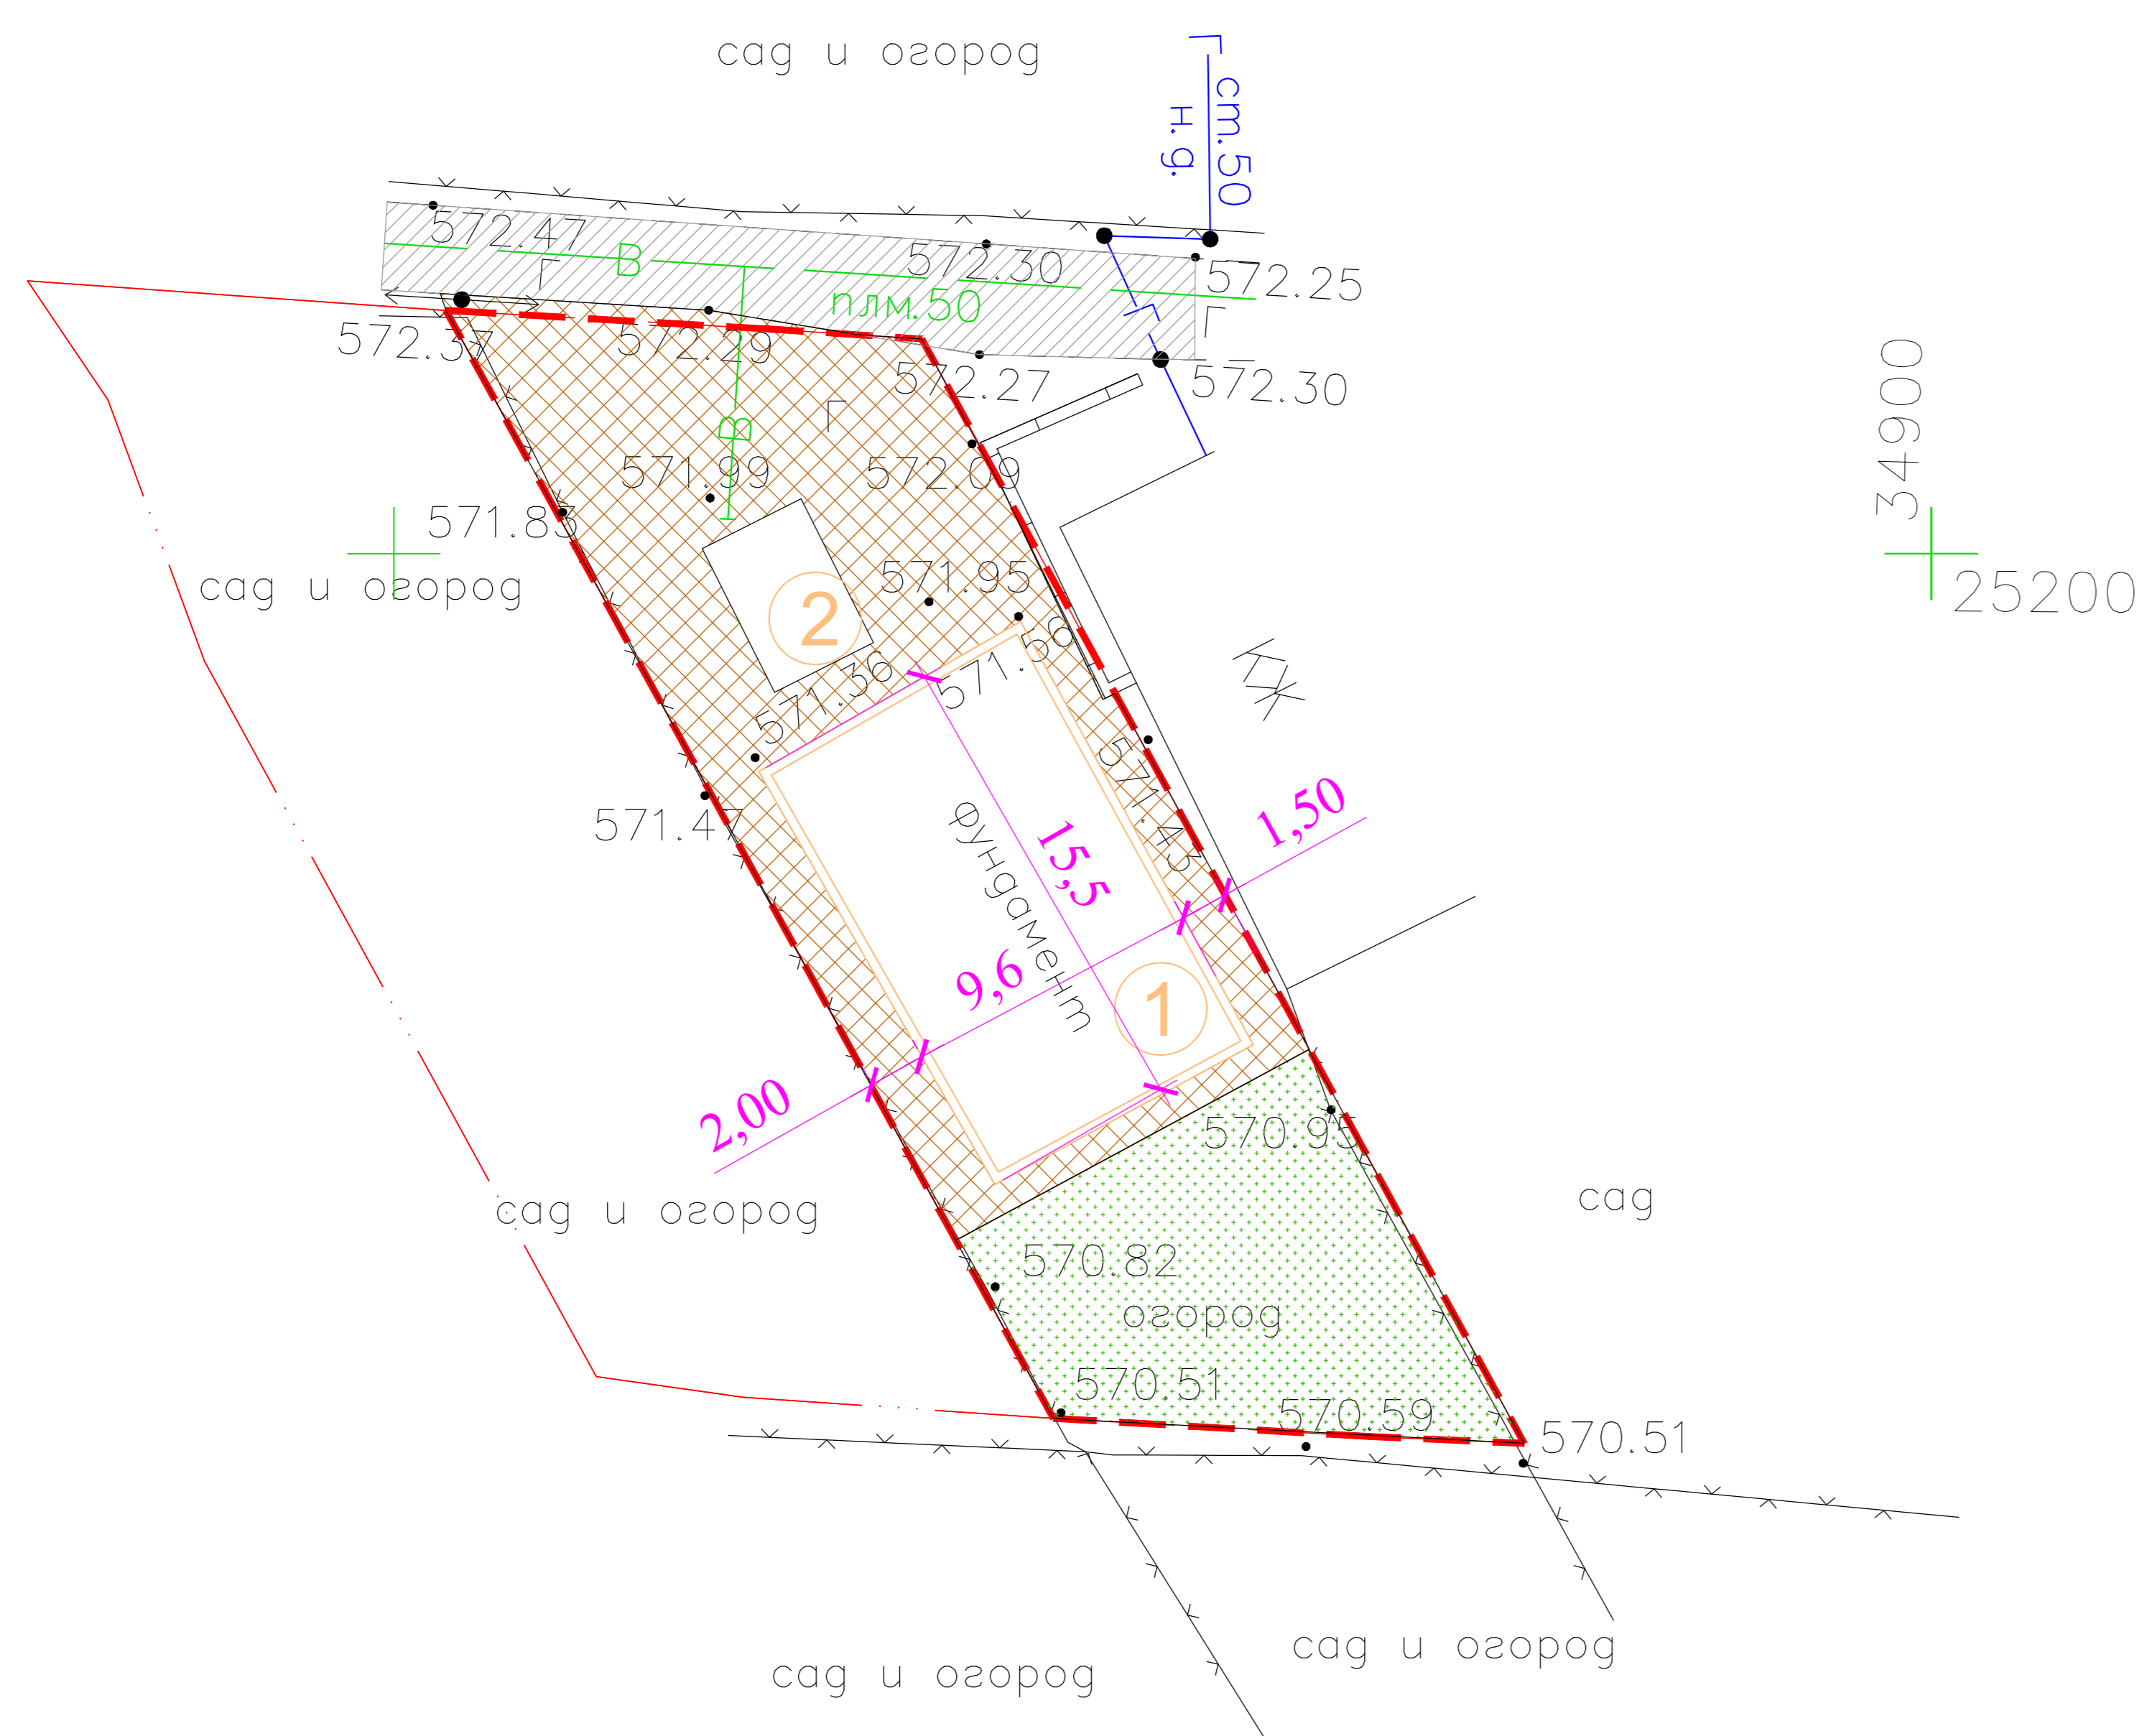 сад и огород
ст.50
н.д.
Г
572.47
Г
В
572.30
572.25
плм.50
Г
Г
572.37
572.29
572.27
572.30
34900
В
Г
571.99
572.09
571.83
571.95
25200
сад и огород
2
571.56
КЖ
571.36
571.43
571.47
фундамент
15,5
1,50
9,6
1
2,00
570.95
сад и огород
сад
570.82
огород
570.51
570.59
570.51
сад и огород
сад и огород